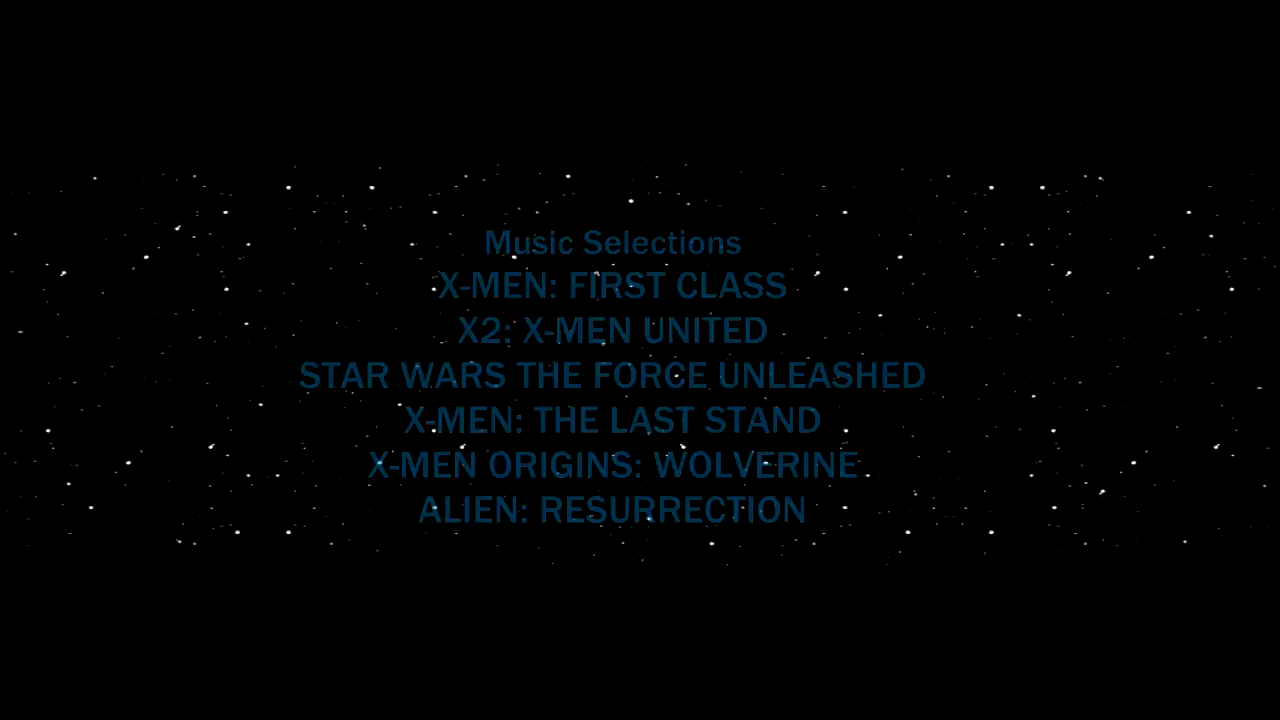 Music Selections
X-MEN: FIRST CLASS
X2: X-MEN UNITED
STAR WARS THE FORCE UNLEASHED
X-MEN: THE LAST STAND
X-MEN ORIGINS: WOLVERINE
ALIEN: RESURRECTION